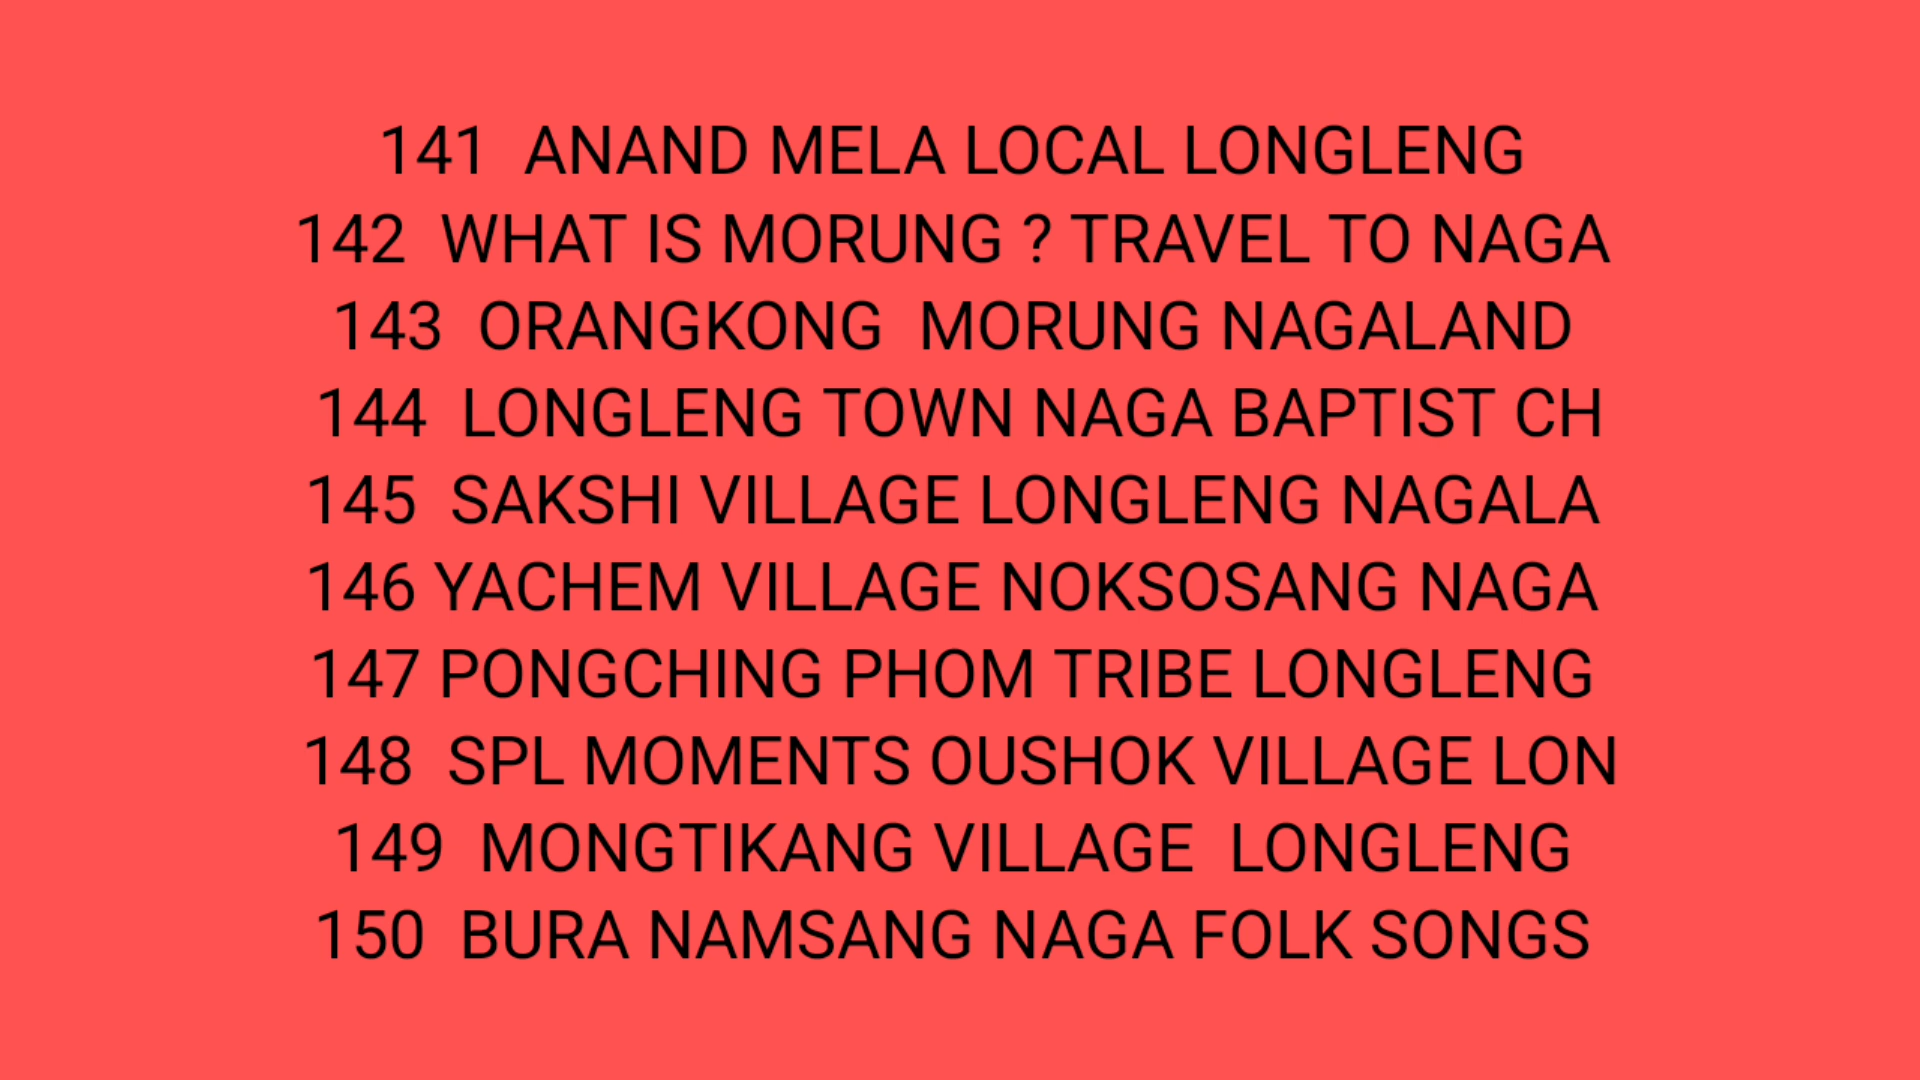 141  ANAND MELA LOCAL LONGLENG
142  WHAT IS MORUNG ? TRAVEL TO NAGA
143  ORANGKONG  MORUNG NAGALAND
144  LONGLENG TOWN NAGA BAPTIST CH
145  SAKSHI VILLAGE LONGLENG NAGALA
146 YACHEM VILLAGE NOKSOSANG NAGA
147 PONGCHING PHOM TRIBE LONGLENG
148  SPL MOMENTS OUSHOK VILLAGE LON
149  MONGTIKANG VILLAGE  LONGLENG
150  BURA NAMSANG NAGA FOLK SONGS